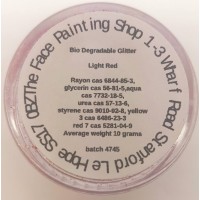 The Face Painting Shop 1-3 Wharf Road Stanford Le Hope SS17 0BZ
Bio Degradable Glitter
Light Red
Rayon cas 6844-85-3,
glycerin cas 56-81-5,aqua
cas 7732-18-5,
urea cas 57-13-6,
styrene cas 9010-92-8, yellow
3 cas 6486-23-3
red 7 cas 5281-04-9
Average weight 10 grams
batch 4745